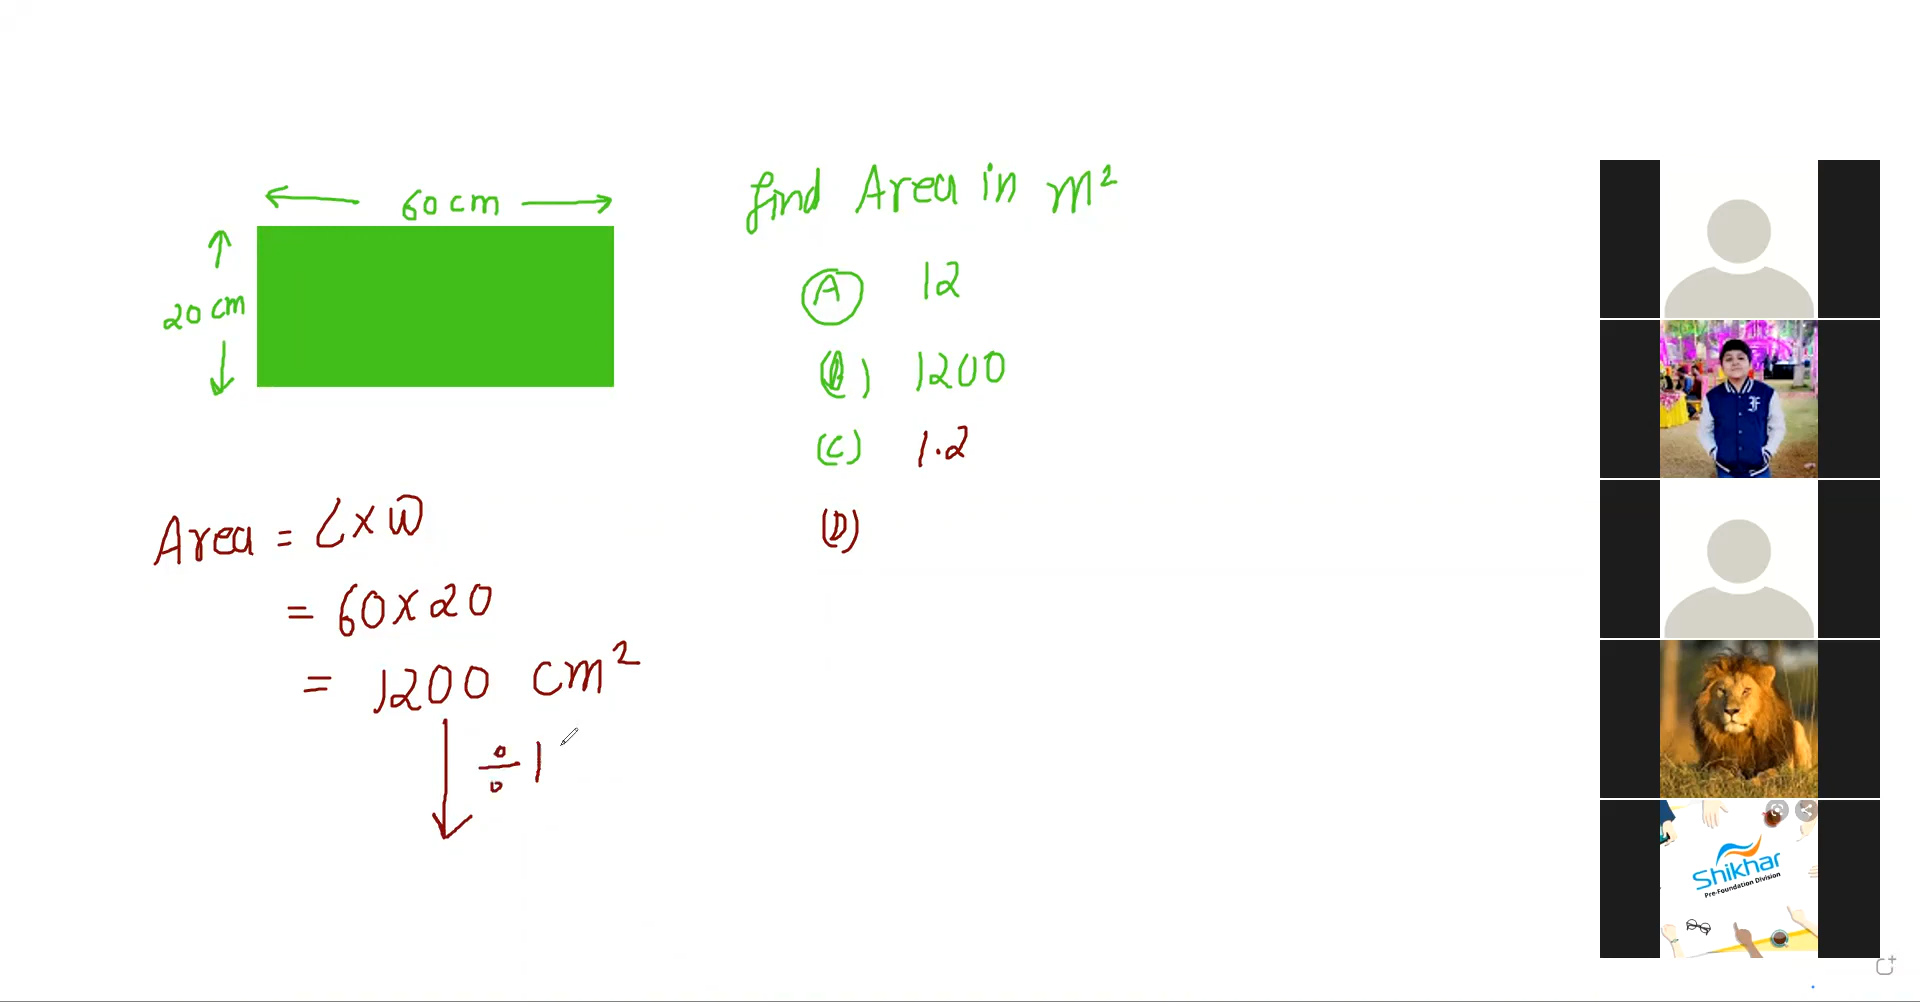 60 cm
20 cm
find Area in m²
A 12
(B) 1200
(C) 1.2
(D)
Area = L x W
= 60 x 20
= 1200 cm²
÷ 1
F
Shikhar
Pre-Foundation Division